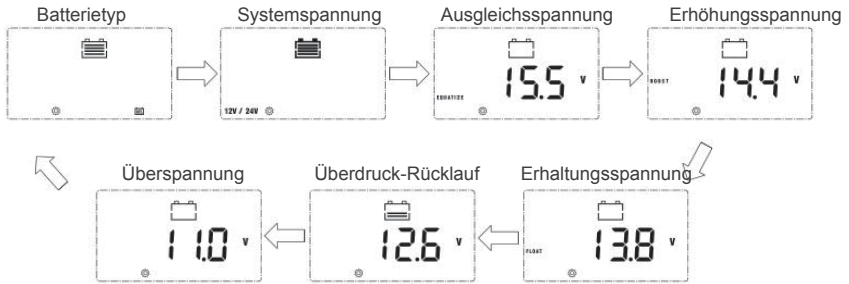 Batterietyp
Systemspannung
Ausgleichsspannung
Erhöhungsspannung
12V / 24V
EQUALIZE
15.5 V
BOOST
14.4 V
Überspannung
Überdruck-Rücklauf
Erhaltungsspannung
11.0 V
12.6 V
FLOAT
13.8 V